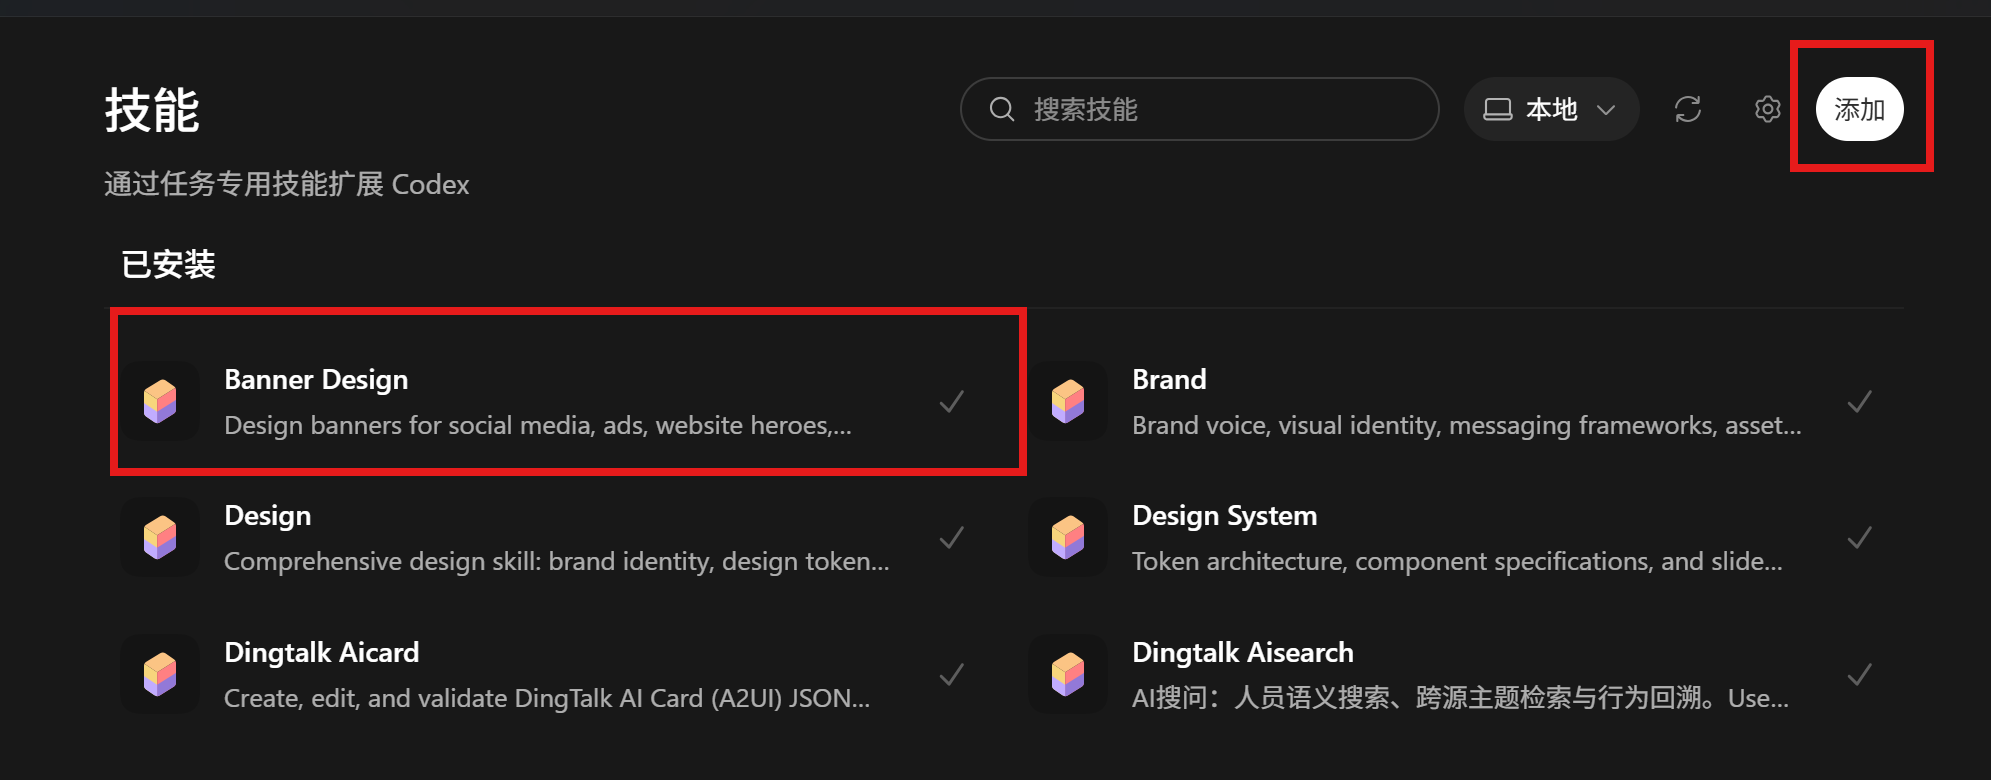 技能
搜索技能
本地
添加
通过任务专用技能扩展 Codex
已安装
Banner Design
Design banners for social media, ads, website heroes,...
Brand
Brand voice, visual identity, messaging frameworks, asset...
Design
Comprehensive design skill: brand identity, design token...
Design System
Token architecture, component specifications, and slide...
Dingtalk Aicard
Create, edit, and validate DingTalk AI Card (A2UI) JSON...
Dingtalk Aisearch
AI搜问：人员语义搜索、跨源主题检索与行为回溯。Use...